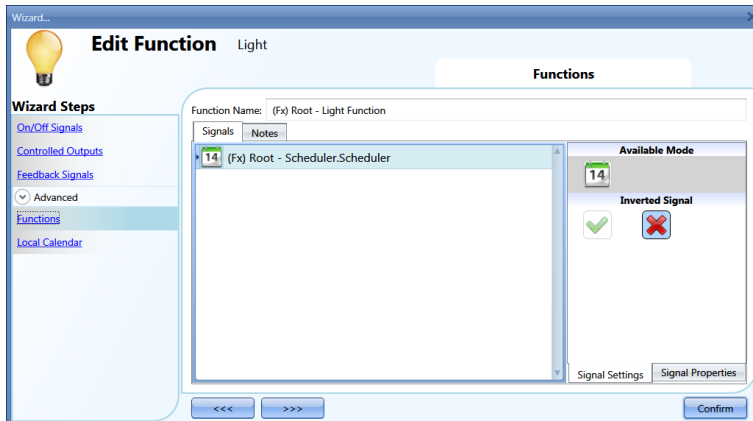 Wizard...
Edit Function Light
Functions
Wizard Steps
On/Off Signals
Controlled Outputs
Feedback Signals
Advanced
Functions
Local Calendar
Function Name: (Fx) Root - Light Function
Signals Notes
14 (Fx) Root - Scheduler.Scheduler
Available Mode
14
Inverted Signal
Signal Settings Signal Properties
<<< >>> Confirm